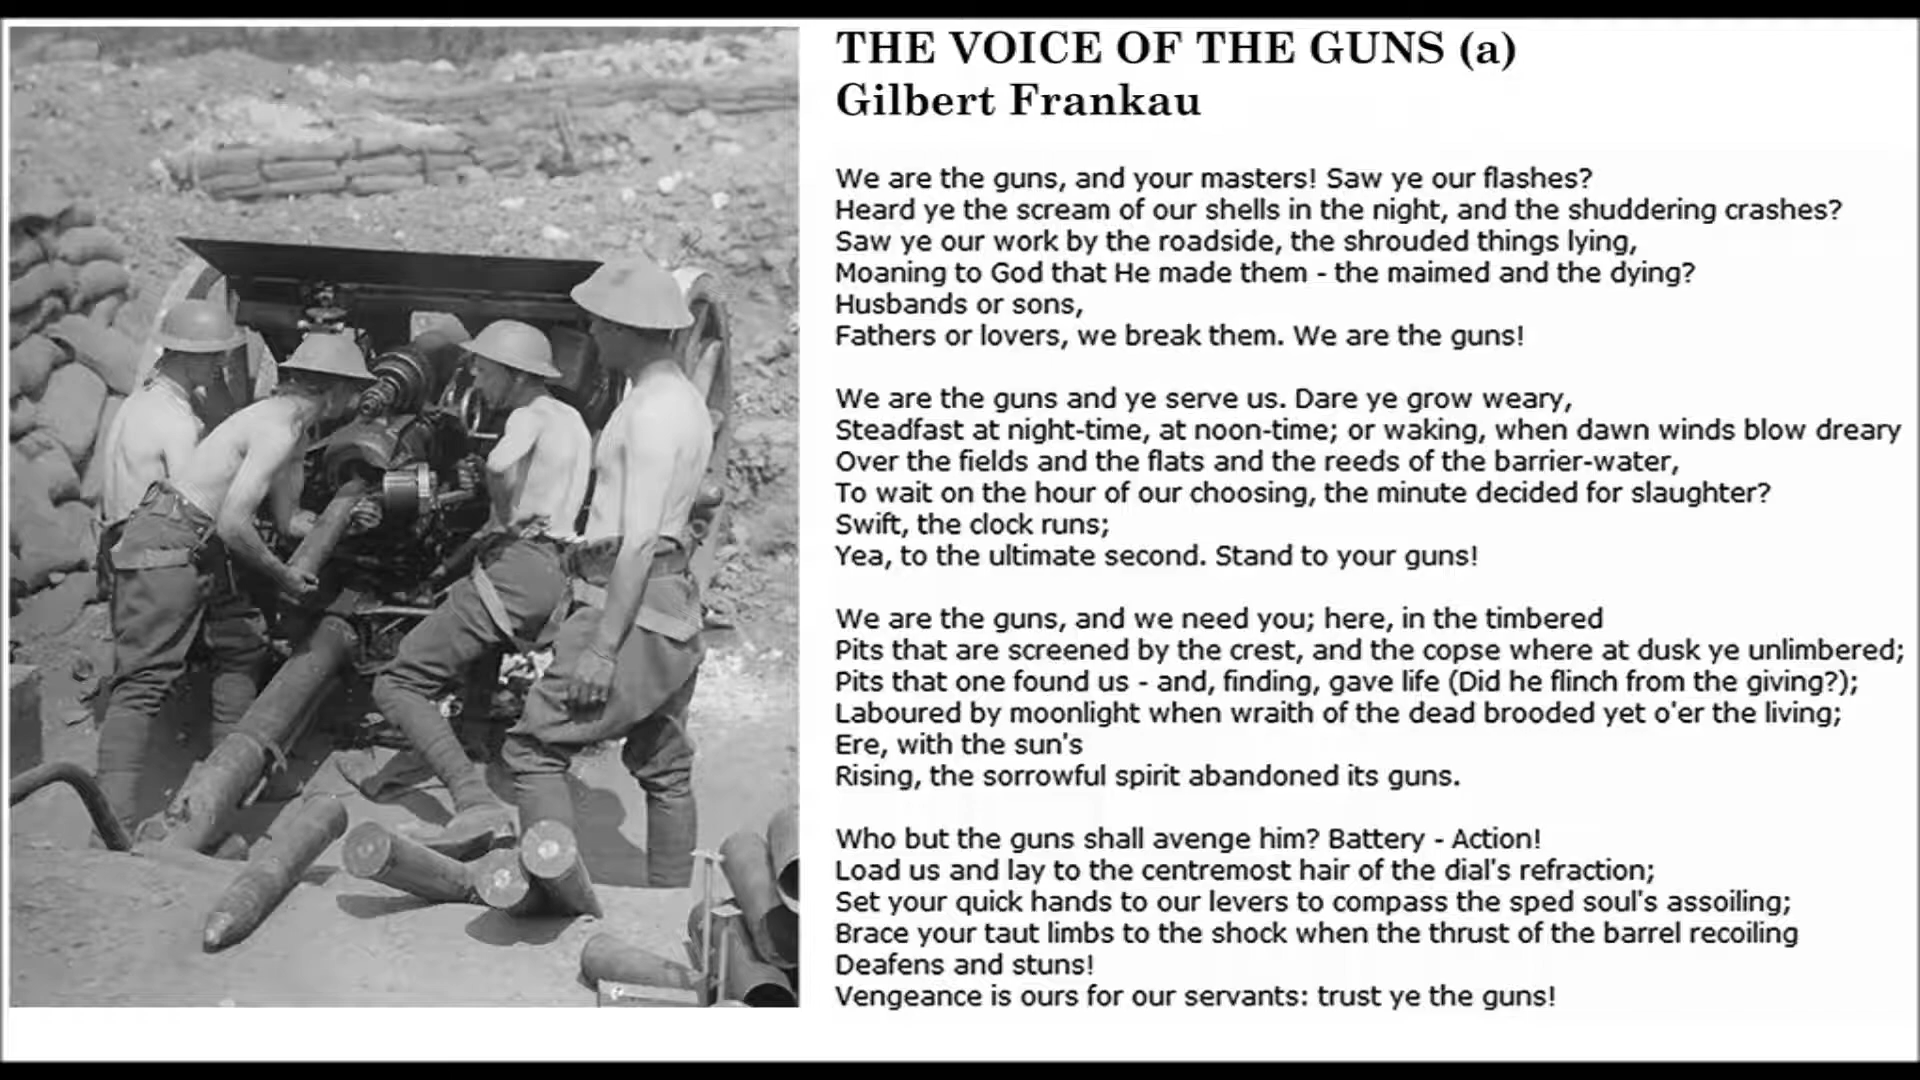 THE VOICE OF THE GUNS (a)
Gilbert Frankau
We are the guns, and your masters! Saw ye our flashes?
Heard ye the scream of our shells in the night, and the shuddering crashes?
Saw ye our work by the roadside, the shrouded things lying,
Moaning to God that He made them - the maimed and the dying?
Husbands or sons,
Fathers or lovers, we break them. We are the guns!
We are the guns and ye serve us. Dare ye grow weary,
Steadfast at night-time, at noon-time; or waking, when dawn winds blow dreary
Over the fields and the flats and the reeds of the barrier-water,
To wait on the hour of our choosing, the minute decided for slaughter?
Swift, the clock runs;
Yea, to the ultimate second. Stand to your guns!
We are the guns, and we need you; here, in the timbered
Pits that are screened by the crest, and the copse where at dusk ye unlimbered;
Pits that one found us - and, finding, gave life (Did he flinch from the giving?);
Laboured by moonlight when wraith of the dead brooded yet o'er the living;
Ere, with the sun's
Rising, the sorrowful spirit abandoned its guns.
Who but the guns shall avenge him? Battery - Action!
Load us and lay to the centremost hair of the dial's refraction;
Set your quick hands to our levers to compass the sped soul's assoiling;
Brace your taut limbs to the shock when the thrust of the barrel recoiling
Deafens and stuns!
Vengeance is ours for our servants: trust ye the guns!